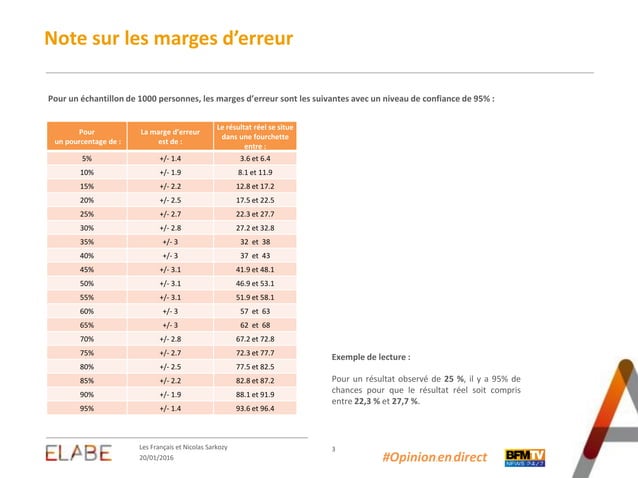 Note sur les marges d'erreur
Pour un échantillon de 1000 personnes, les marges d'erreur sont les suivantes avec un niveau de confiance de 95% :
Pour un pourcentage de : La marge d'erreur est de : Le résultat réel se situe dans une fourchette entre :
5% +/- 1.4 3.6 et 6.4
10% +/- 1.9 8.1 et 11.9
15% +/- 2.2 12.8 et 17.2
20% +/- 2.5 17.5 et 22.5
25% +/- 2.7 22.3 et 27.7
30% +/- 2.8 27.2 et 32.8
35% +/- 3 32 et 38
40% +/- 3 37 et 43
45% +/- 3.1 41.9 et 48.1
50% +/- 3.1 46.9 et 53.1
55% +/- 3.1 51.9 et 58.1
60% +/- 3 57 et 63
65% +/- 3 62 et 68
70% +/- 2.8 67.2 et 72.8
75% +/- 2.7 72.3 et 77.7
80% +/- 2.5 77.5 et 82.5
85% +/- 2.2 82.8 et 87.2
90% +/- 1.9 88.1 et 91.9
95% +/- 1.4 93.6 et 96.4
Exemple de lecture :
Pour un résultat observé de 25 %, il y a 95% de
chances pour que le résultat réel soit compris
entre 22,3 % et 27,7 %.
ELABE
Les Français et Nicolas Sarkozy
20/01/2016
3
#Opinionendirect
BFMTV
NEWS 24/7